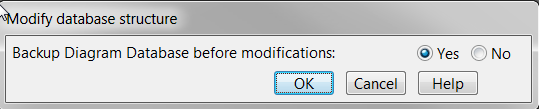 Modify database structure
Backup Diagram Database before modifications: Yes No
OK Cancel Help